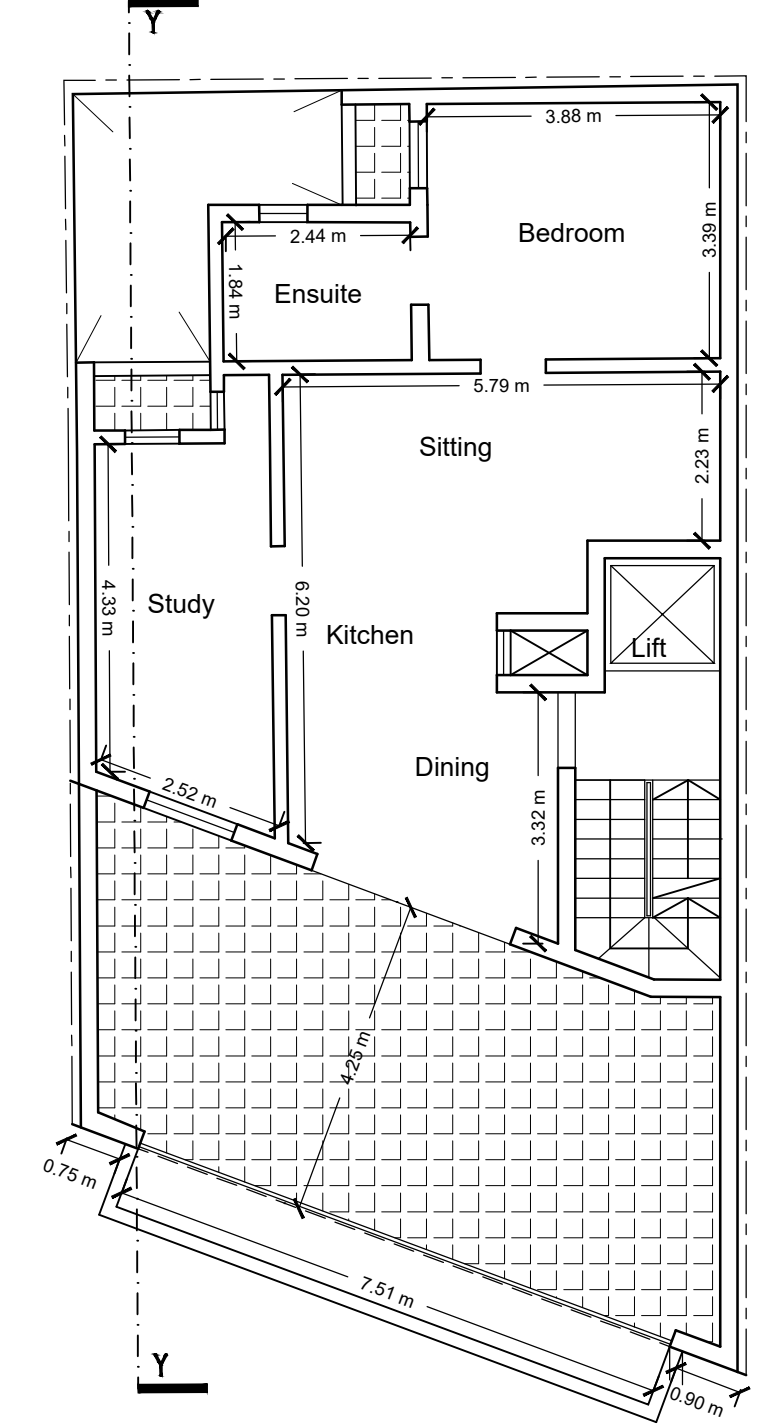 Y
3.88 m
Bedroom
3.39 m
2.44 m
1.84 m
Ensuite
5.79 m
Sitting
2.23 m
4.33 m
Study
6.20 m
Kitchen
Lift
Dining
2.52 m
3.32 m
4.25 m
0.75 m
7.51 m
Y
0.90 m